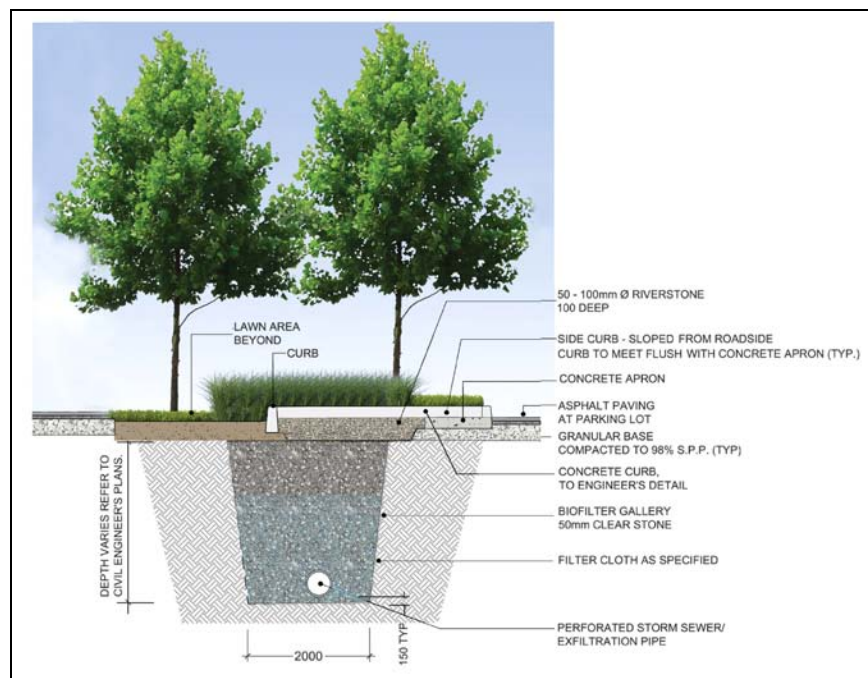 50 - 100mm Ø RIVERSTONE
100 DEEP
LAWN AREA
BEYOND
CURB
SIDE CURB - SLOPED FROM ROADSIDE
CURB TO MEET FLUSH WITH CONCRETE APRON (TYP.)
CONCRETE APRON
ASPHALT PAVING
AT PARKING LOT
GRANULAR BASE
COMPACTED TO 98% S.P.P. (TYP)
CONCRETE CURB,
TO ENGINEER'S DETAIL
BIOFILTER GALLERY
50mm CLEAR STONE
FILTER CLOTH AS SPECIFIED
DEPTH VARIES REFER TO
CIVIL ENGINEER'S PLANS.
PERFORATED STORM SEWER/
EXFILTRATION PIPE
2000
150 TYP.